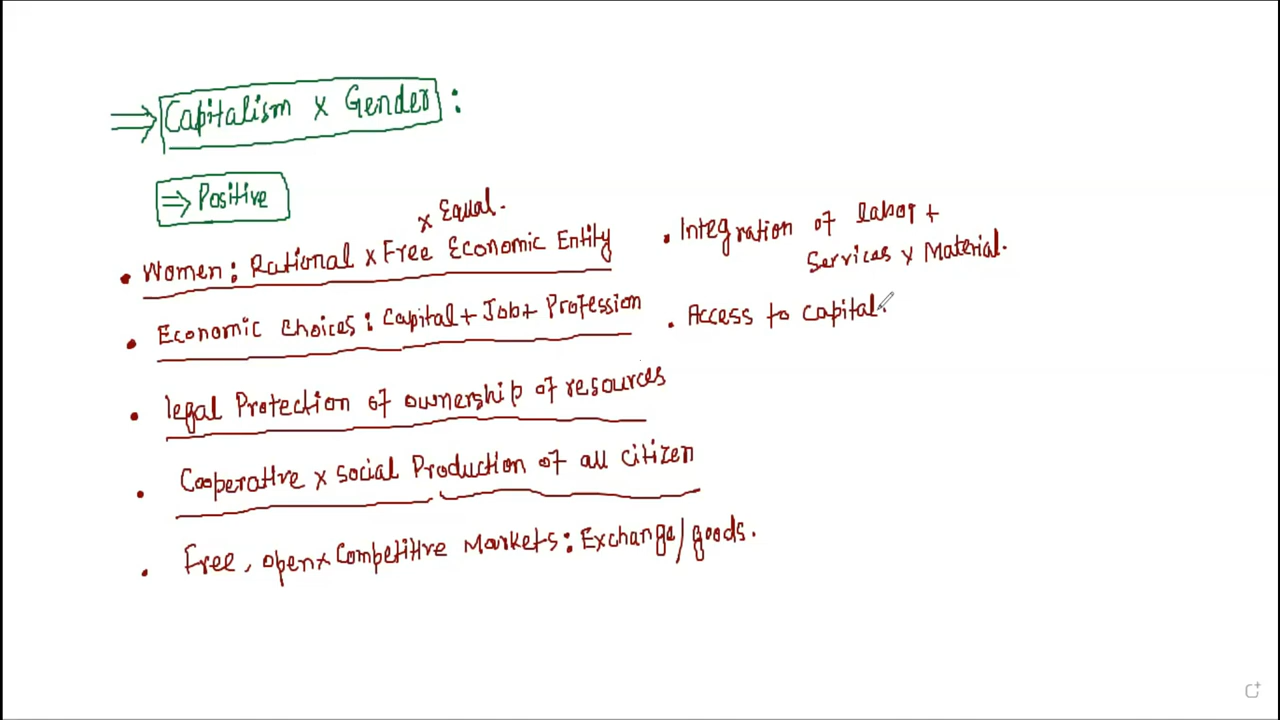 ⇒ Capitalism x Gender :
⇒ Positive
x Equal.
• Women: Rational x Free Economic Entity
• Economic choices: Capital + Job + Profession
• legal Protection of ownership of resources
• Cooperative x social Production of all citizen
• Free, open x Competitive Markets: Exchange/goods.
• Integration of labor +
Services x Material.
• Access to capital.